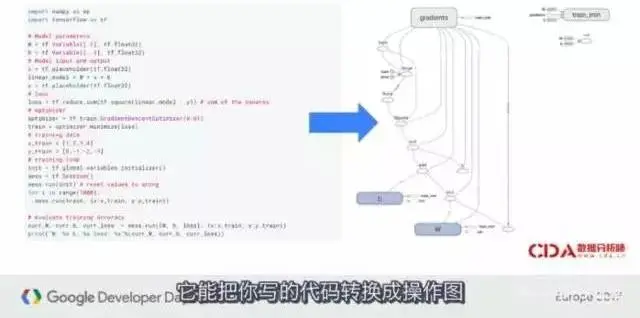 import numpy as np
import tensorflow as tf
# Model parameters
W = tf.Variable([.3], tf.float32)
b = tf.Variable([-.3], tf.float32)
# Model input and output
x = tf.placeholder(tf.float32)
linear_model = W * x + b
y = tf.placeholder(tf.float32)
# loss
loss = tf.reduce_sum(tf.square(linear_model - y)) # sum of the squares
# optimizer
optimizer = tf.train.GradientDescentOptimizer(0.01)
train = optimizer.minimize(loss)
# training data
x_train = [1,2,3,4]
y_train = [0,-1,-2,-3]
# training loop
init = tf.global_variables_initializer()
sess = tf.Session()
sess.run(init) # reset values to wrong
for i in range(1000):
sess.run(train, {x:x_train, y:y_train})
# Evaluate training accuracy
curr_W, curr_b, curr_loss = sess.run([W, b, loss], {x:x_train, y:y_train})
print("W: %s b: %s loss: %s"%(curr_W, curr_b, curr_loss))
gradients
train_min
b
W
CDA数据分析师
它能把你写的代码转换成操作图
Google Developer Days
Europe 2017